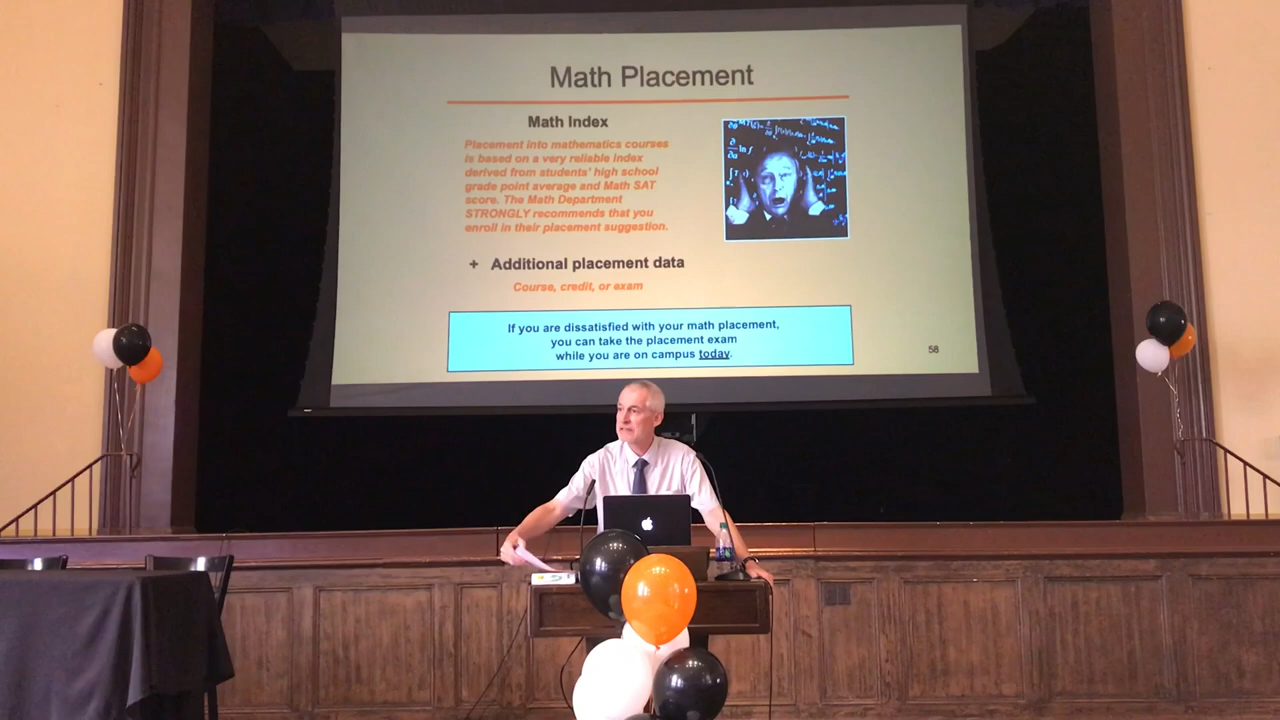 Math Placement
Math Index
Placement into mathematics courses
is based on a very reliable index
derived from students' high school
grade point average and Math SAT
score. The Math Department
STRONGLY recommends that you
enroll in their placement suggestion.
+ Additional placement data
Course, credit, or exam
If you are dissatisfied with your math placement,
you can take the placement exam
while you are on campus today.
58